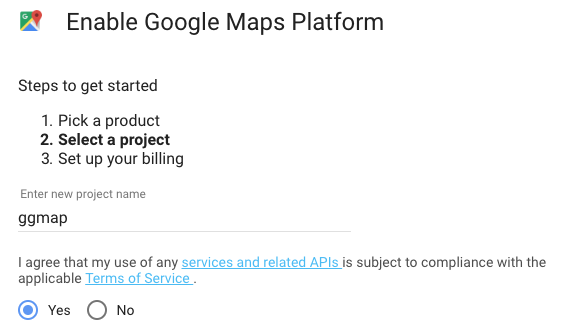 Enable Google Maps Platform
Steps to get started
1. Pick a product
2. Select a project
3. Set up your billing
Enter new project name
ggmap
I agree that my use of any services and related APIs is subject to compliance with the
applicable Terms of Service .
Yes No